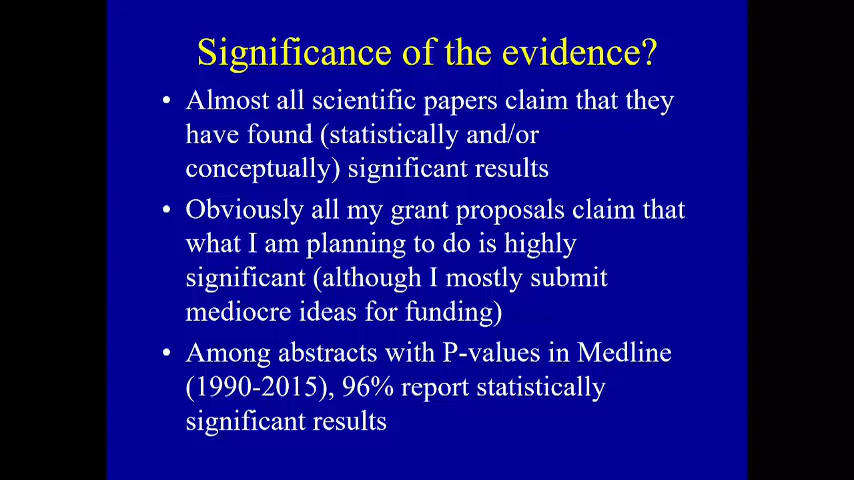 Significance of the evidence?
• Almost all scientific papers claim that they
have found (statistically and/or
conceptually) significant results
• Obviously all my grant proposals claim that
what I am planning to do is highly
significant (although I mostly submit
mediocre ideas for funding)
• Among abstracts with P-values in Medline
(1990-2015), 96% report statistically
significant results